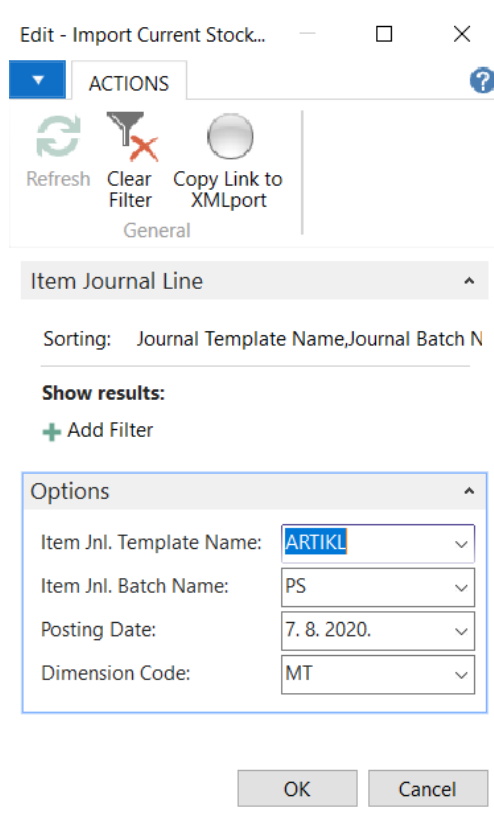 Edit - Import Current Stock...
ACTIONS
?
Refresh
Clear Filter
Copy Link to XMLport
General
Item Journal Line
Sorting: Journal Template Name,Journal Batch N
Show results:
Add Filter
Options
Item Jnl. Template Name: ARTIKL
Item Jnl. Batch Name: PS
Posting Date: 7. 8. 2020.
Dimension Code: MT
OK Cancel